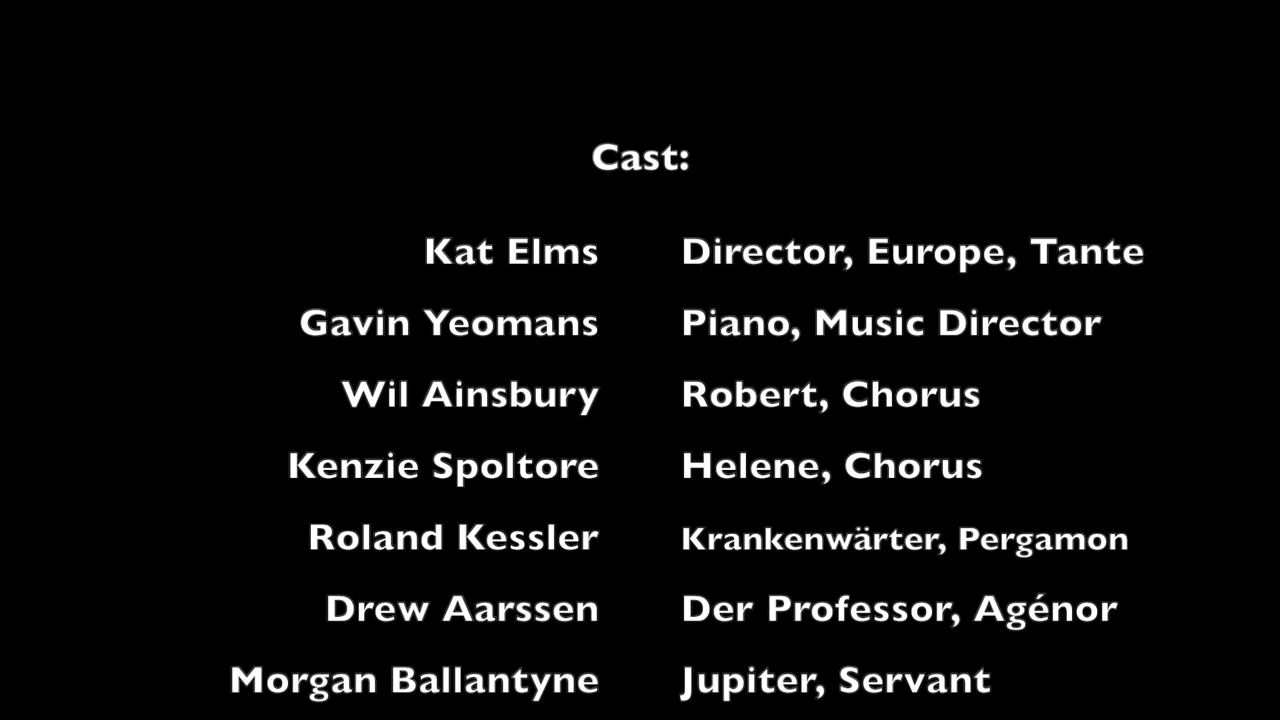 Cast:
Kat Elms Director, Europe, Tante
Gavin Yeomans Piano, Music Director
Wil Ainsbury Robert, Chorus
Kenzie Spoltore Helene, Chorus
Roland Kessler Krankenwärter, Pergamon
Drew Aarssen Der Professor, Agénor
Morgan Ballantyne Jupiter, Servant